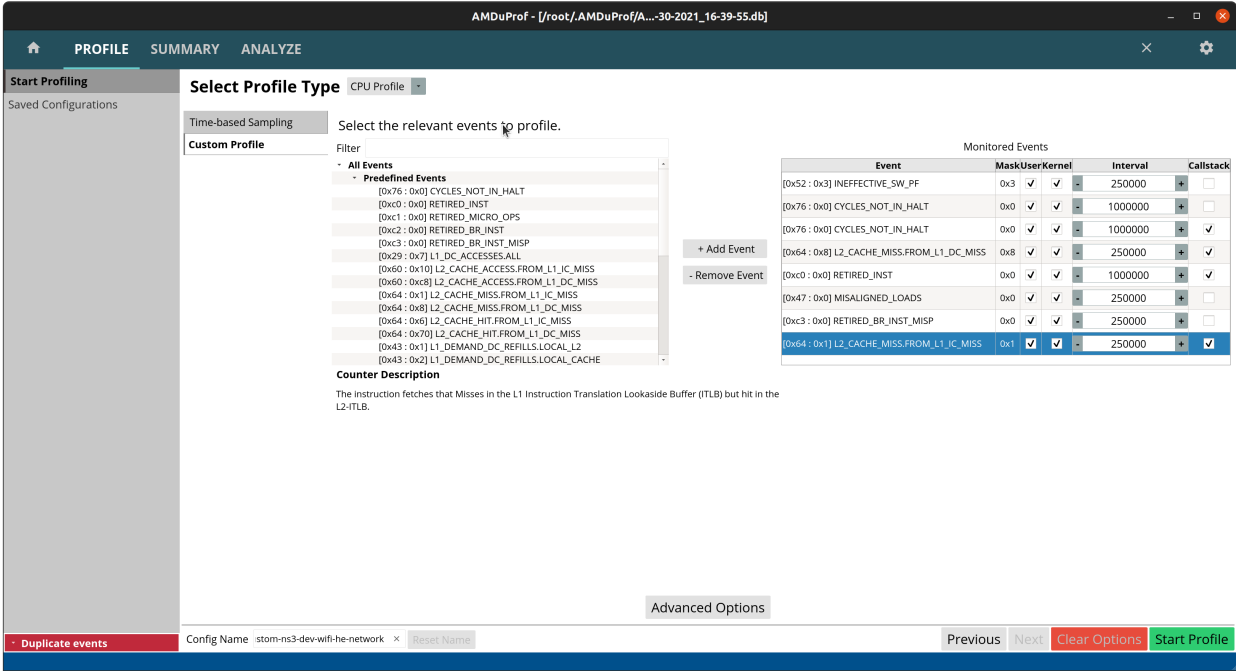 AMDuProf - [/root/.AMDuProf/A...-30-2021_16-39-55.db]
PROFILE SUMMARY ANALYZE
Start Profiling
Saved Configurations
Select Profile Type CPU Profile
Time-based Sampling
Custom Profile
Select the relevant events to profile.
Filter
All Events
Predefined Events
[0x76 : 0x0] CYCLES_NOT_IN_HALT
[0xc0 : 0x0] RETIRED_INST
[0xc1 : 0x0] RETIRED_MICRO_OPS
[0xc2 : 0x0] RETIRED_BR_INST
[0xc3 : 0x0] RETIRED_BR_INST_MISP
[0x29 : 0x7] L1_DC_ACCESSES.ALL
[0x60 : 0x10] L2_CACHE_ACCESS.FROM_L1_IC_MISS
[0x60 : 0xc8] L2_CACHE_ACCESS.FROM_L1_DC_MISS
[0x64 : 0x1] L2_CACHE_MISS.FROM_L1_IC_MISS
[0x64 : 0x8] L2_CACHE_MISS.FROM_L1_DC_MISS
[0x64 : 0x6] L2_CACHE_HIT.FROM_L1_IC_MISS
[0x64 : 0x70] L2_CACHE_HIT.FROM_L1_DC_MISS
[0x43 : 0x1] L1_DEMAND_DC_REFILLS.LOCAL_L2
[0x43 : 0x2] L1_DEMAND_DC_REFILLS.LOCAL_CACHE
Counter Description
The instruction fetches that Misses in the L1 Instruction Translation Lookaside Buffer (ITLB) but hit in the
L2-ITLB.
+ Add Event
- Remove Event
Monitored Events
Event Mask User Kernel Interval Callstack
[0x52 : 0x3] INEFFECTIVE_SW_PF 0x3 - 250000 +
[0x76 : 0x0] CYCLES_NOT_IN_HALT 0x0 - 1000000 +
[0x76 : 0x0] CYCLES_NOT_IN_HALT 0x0 - 1000000 +
[0x64 : 0x8] L2_CACHE_MISS.FROM_L1_DC_MISS 0x8 - 250000 +
[0xc0 : 0x0] RETIRED_INST 0x0 - 1000000 +
[0x47 : 0x0] MISALIGNED_LOADS 0x0 - 250000 +
[0xc3 : 0x0] RETIRED_BR_INST_MISP 0x0 - 250000 +
[0x64 : 0x1] L2_CACHE_MISS.FROM_L1_IC_MISS 0x1 - 250000 +
Advanced Options
Duplicate events
Config Name stom-ns3-dev-wifi-he-network × Reset Name
Previous Next Clear Options Start Profile